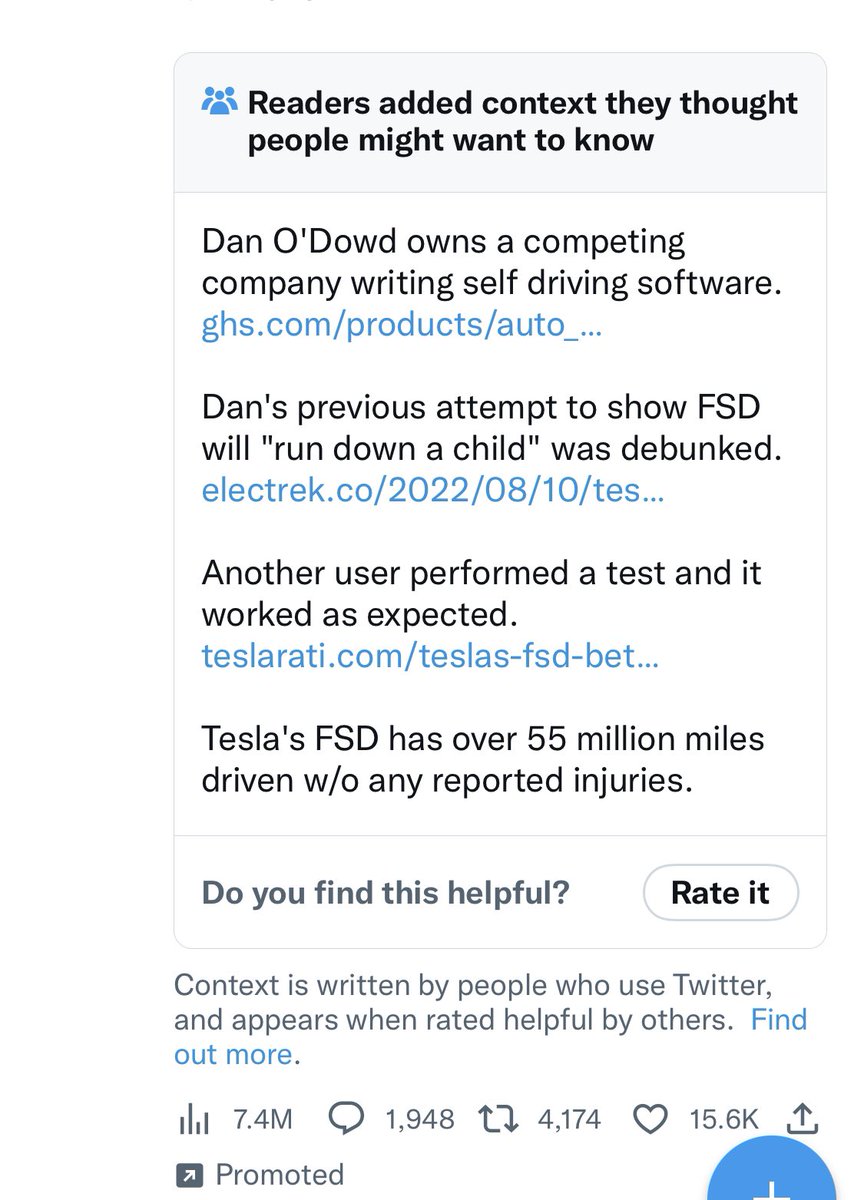 Readers added context they thought
people might want to know
Dan O'Dowd owns a competing
company writing self driving software.
ghs.com/products/auto_...
Dan's previous attempt to show FSD
will "run down a child" was debunked.
electrek.co/2022/08/10/tes...
Another user performed a test and it
worked as expected.
teslarati.com/teslas-fsd-bet...
Tesla's FSD has over 55 million miles
driven w/o any reported injuries.
Do you find this helpful? Rate it
Context is written by people who use Twitter,
and appears when rated helpful by others. Find
out more.
7.4M 1,948 4,174 15.6K
Promoted